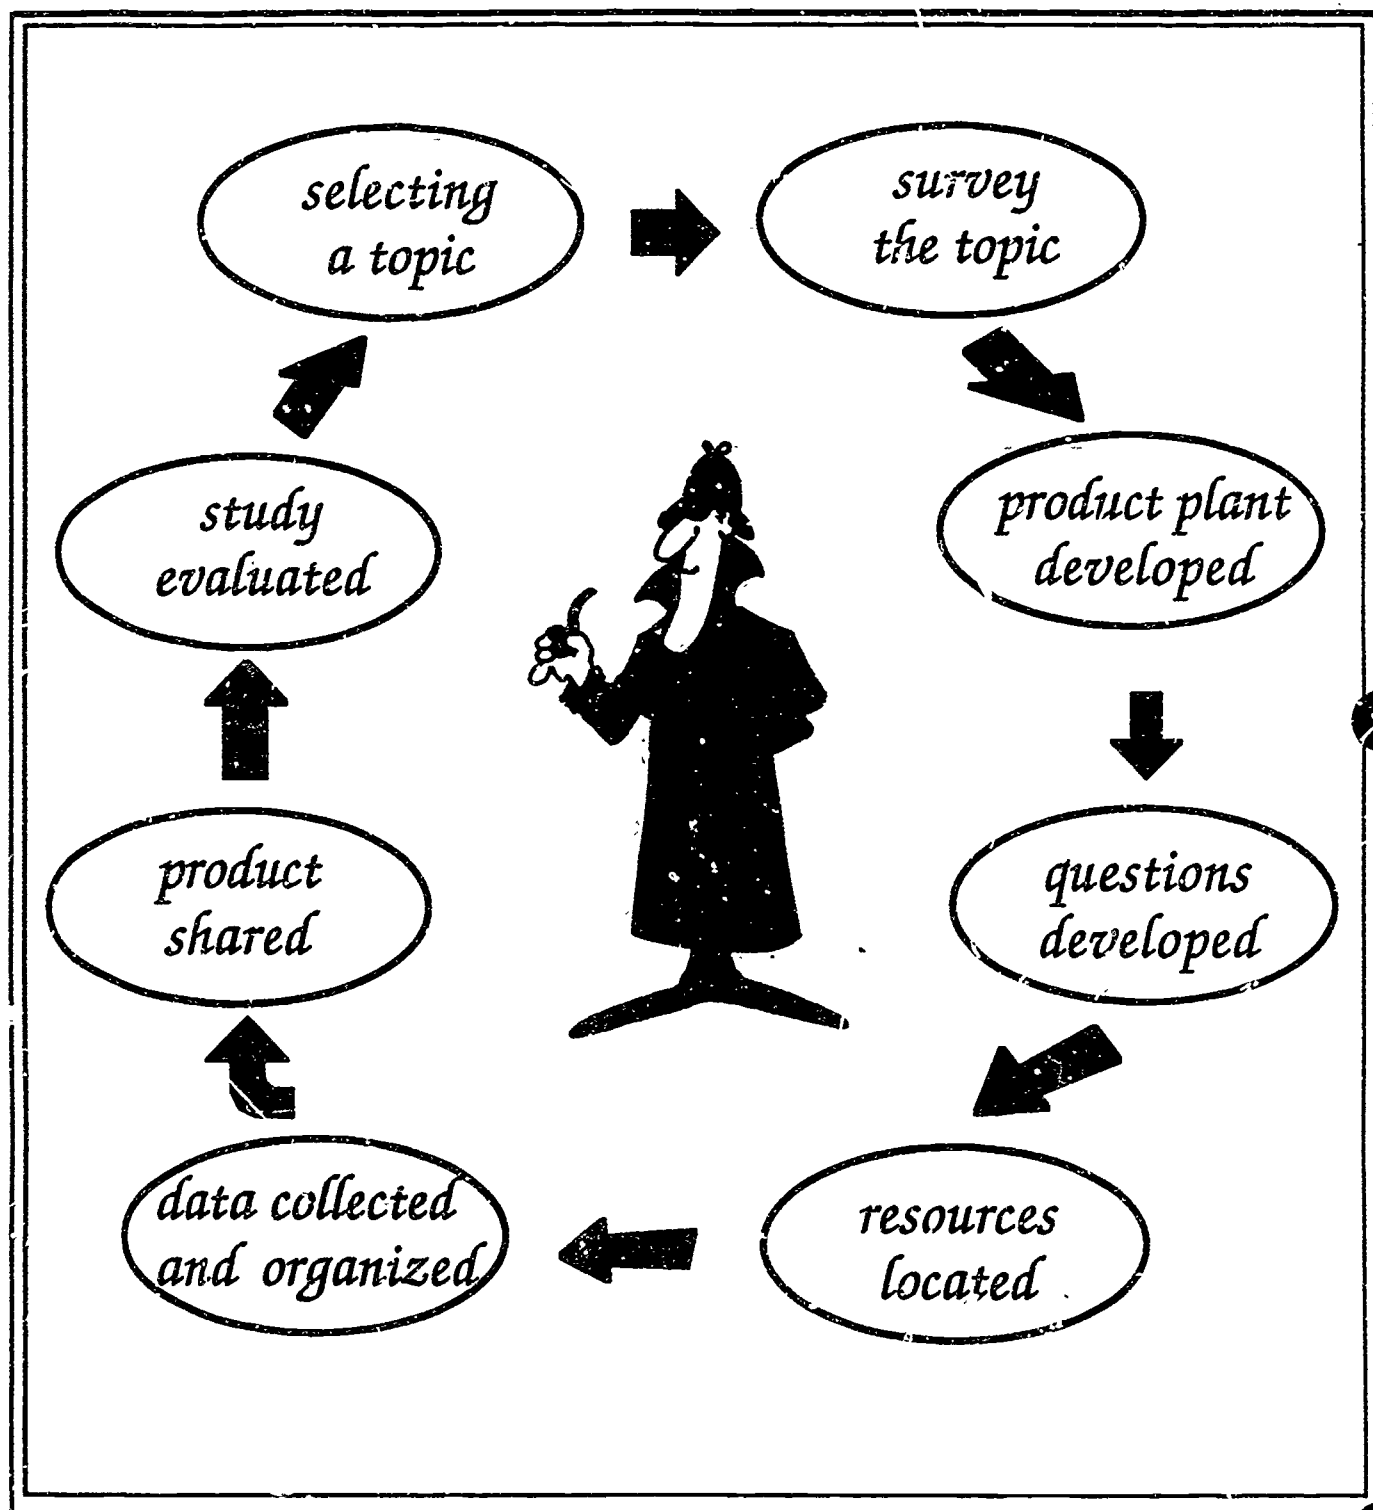 selecting
a topic
survey
the topic
product plant
developed
questions
developed
resources
located
data collected
and organized
product
shared
study
evaluated